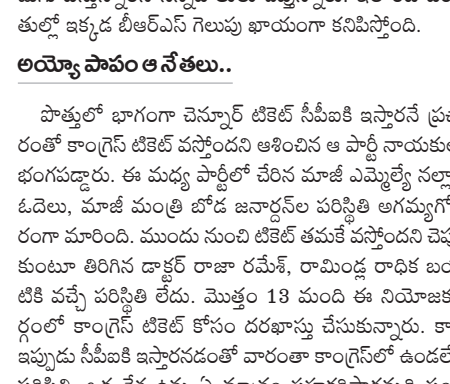 తుల్లో ఇక్కడ బీఆర్ఎస్ గెలుపు ఖాయంగా కనిపిస్తోంది.
అయ్యో పాపం ఆ నేతలు..
పొత్తులో భాగంగా చెన్నూర్ టికెట్ సీపీఐకి ఇస్తారనే ప్రచ
రంతో కాంగ్రెస్ టికెట్ వస్తోందని ఆశించిన ఆ పార్టీ నాయకుల
భంగపడ్డారు. ఈ మధ్య పార్టీలో చేరిన మాజీ ఎమ్మెల్యే నల్లా
ఓదెలు, మాజీ మంత్రి బోడ జనార్దన్‌ల పరిస్థితి అగమ్యగో
రంగా మారింది. ముందు నుంచి టికెట్ తమకే వస్తోందని చెప్ప
కుంటూ తిరిగిన డాక్టర్ రాజా రమేశ్, రామిండ్ల రాధిక బయ
టికి వచ్చే పరిస్థితి లేదు. మొత్తం 13 మంది ఈ నియోజక
ర్గంలో కాంగ్రెస్ టికెట్ కోసం దరఖాస్తు చేసుకున్నారు. కా
ఇప్పుడు సీపీఐకి ఇస్తారనడంతో వారంతా కాంగ్రెస్‌లో ఉండలే